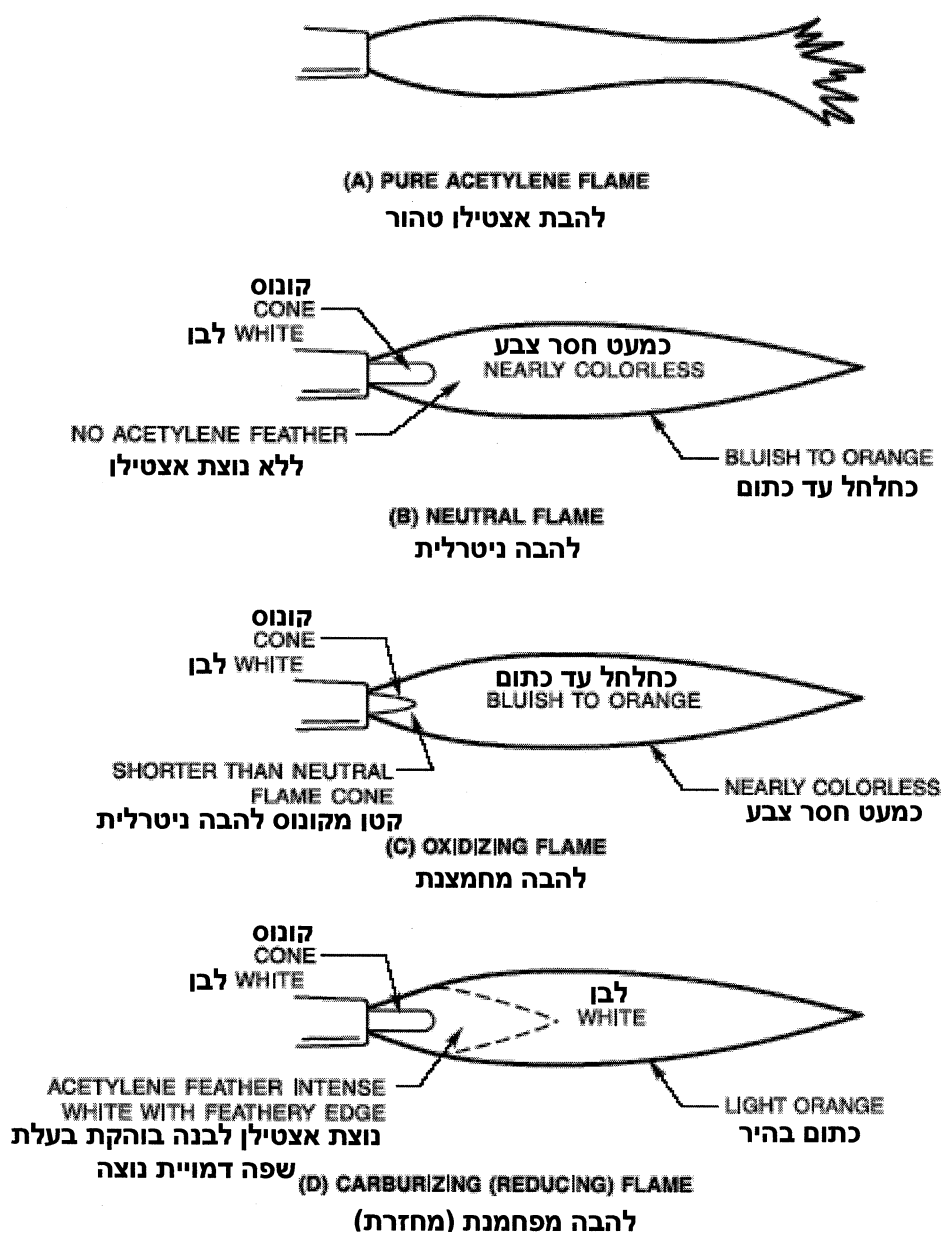 (A) PURE ACETYLENE FLAME
להבת אצטילן טהור
קונוס
CONE
לבן WHITE
כמעט חסר צבע
NEARLY COLORLESS
NO ACETYLENE FEATHER
ללא נוצת אצטילן
BLUISH TO ORANGE
כחלחל עד כתום
(B) NEUTRAL FLAME
להבה ניטרלית
קונוס
CONE
לבן WHITE
כחלחל עד כתום
BLUISH TO ORANGE
SHORTER THAN NEUTRAL
FLAME CONE
קטן מקונוס להבה ניטרלית
NEARLY COLORLESS
כמעט חסר צבע
(C) OXIDIZING FLAME
להבה מחמצנת
קונוס
CONE
לבן WHITE
לבן
WHITE
ACETYLENE FEATHER INTENSE
WHITE WITH FEATHERY EDGE
נוצת אצטילן לבנה בוהקת בעלת
שפה דמויית נוצה
LIGHT ORANGE
כתום בהיר
(D) CARBURIZING (REDUCING) FLAME
להבה מפחמנת (מחזרת)